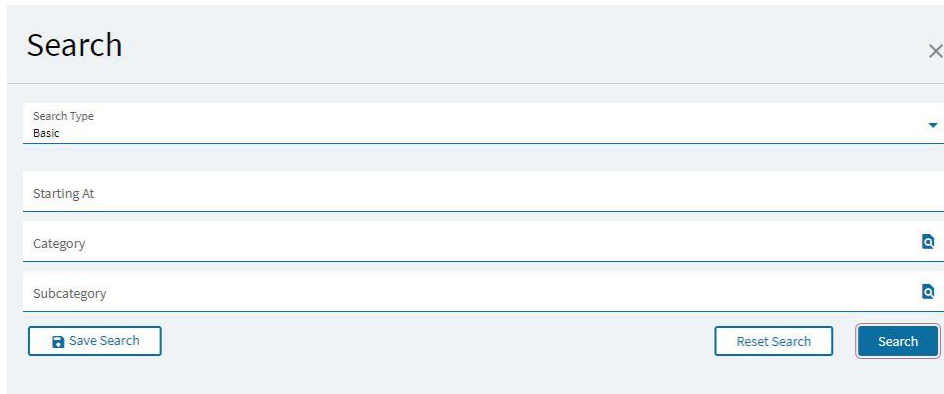 Search
Search Type
Basic
Starting At
Category
Subcategory
Save Search
Reset Search
Search